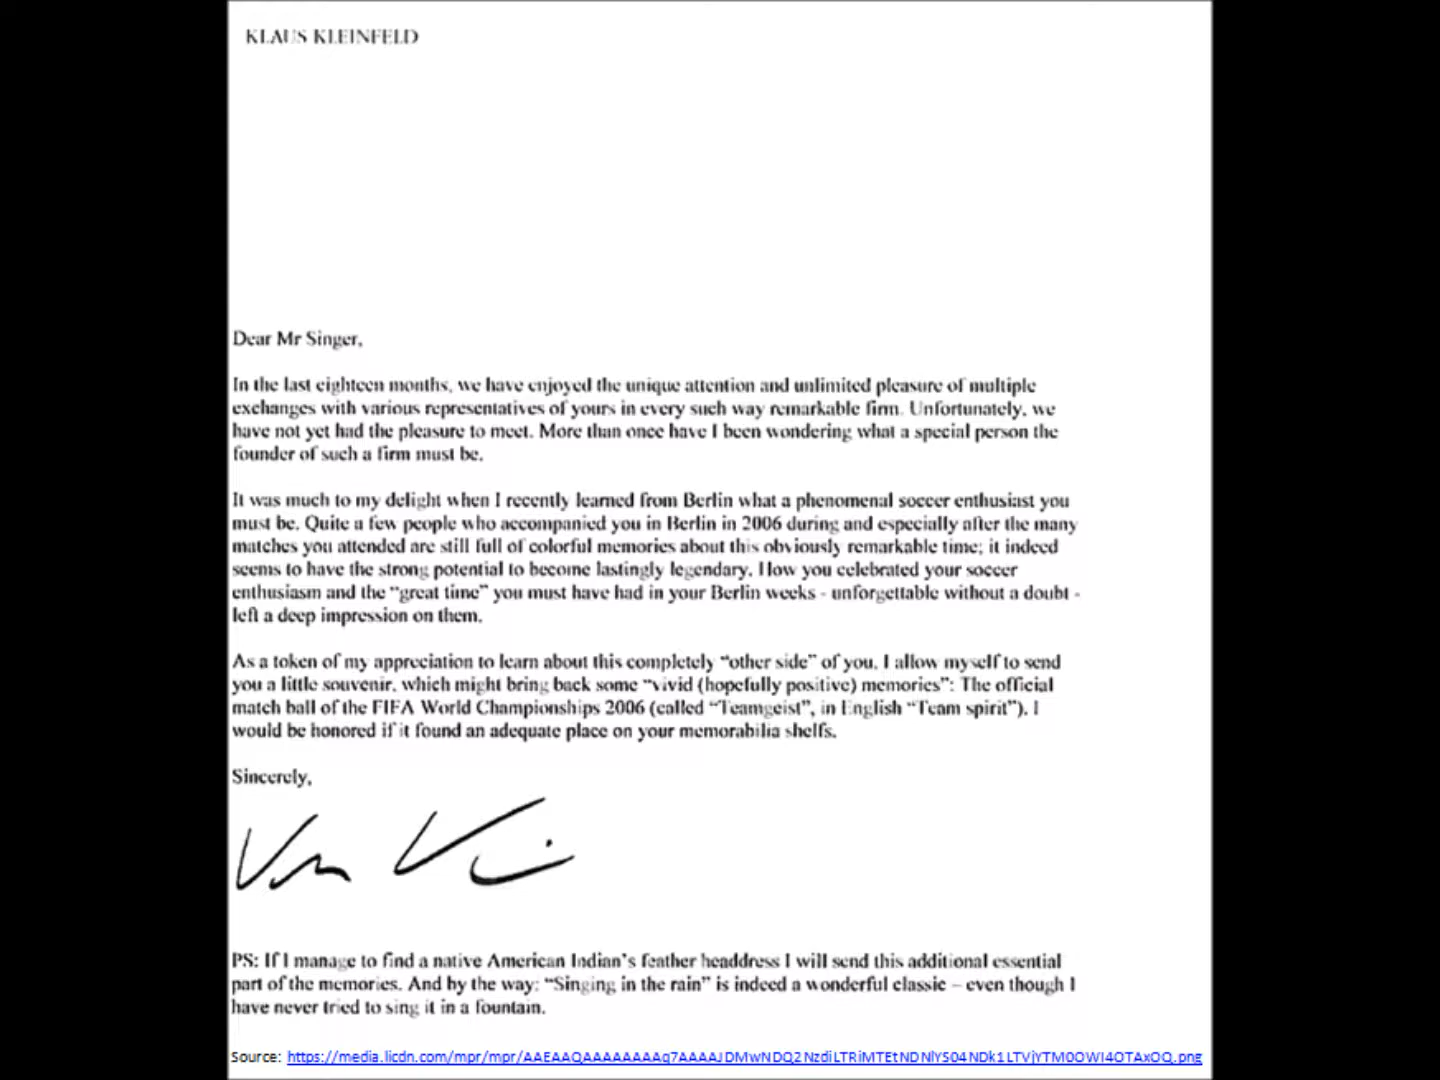 KLAUS KLEINFELD
Dear Mr Singer,
In the last eighteen months, we have enjoyed the unique attention and unlimited pleasure of multiple
exchanges with various representatives of yours in every such way remarkable firm. Unfortunately, we
have not yet had the pleasure to meet. More than once have I been wondering what a special person the
founder of such a firm must be.
It was much to my delight when I recently learned from Berlin what a phenomenal soccer enthusiast you
must be. Quite a few people who accompanied you in Berlin in 2006 during and especially after the many
matches you attended are still full of colorful memories about this obviously remarkable time; it indeed
seems to have the strong potential to become lastingly legendary. How you celebrated your soccer
enthusiasm and the “great time” you must have had in your Berlin weeks - unforgettable without a doubt -
left a deep impression on them.
As a token of my appreciation to learn about this completely “other side” of you, I allow myself to send
you a little souvenir, which might bring back some “vivid (hopefully positive) memories”: The official
match ball of the FIFA World Championships 2006 (called “Teamgeist”, in English “Team spirit”). I
would be honored if it found an adequate place on your memorabilia shelfs.
Sincerely,
PS: If I manage to find a native American Indian’s feather headdress I will send this additional essential
part of the memories. And by the way: “Singing in the rain” is indeed a wonderful classic – even though I
have never tried to sing it in a fountain.
Source: https://media.licdn.com/mpr/mpr/AAEAAQAAAAAAAAq7AAAAJDMwNDQ2NzdiLTRiMTEtNDNlYS04NDk1LTVjYTM0OWI4OTAxOQ.png